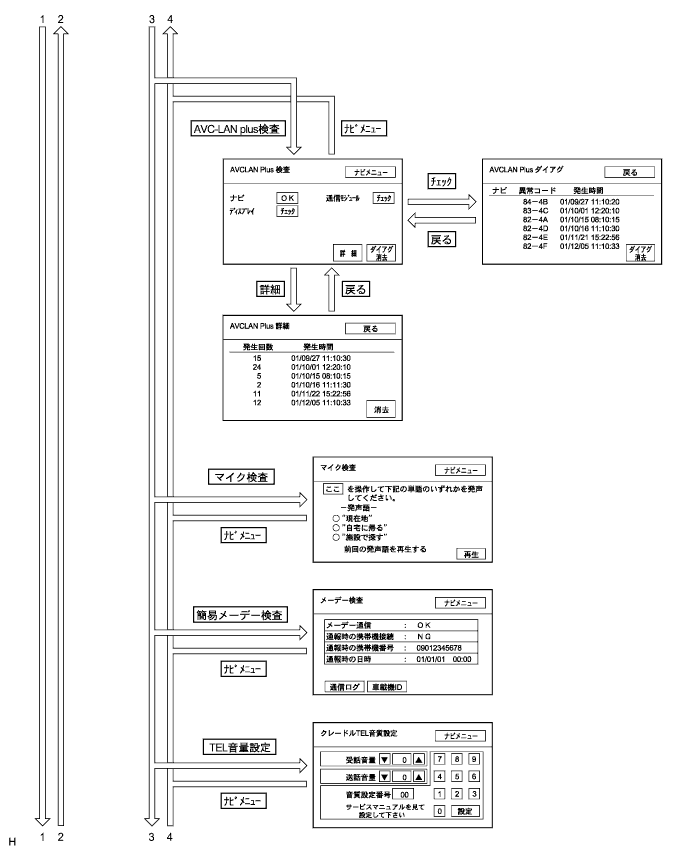 1 2 3 4
AVC-LAN plus検査
ﾅﾋﾞﾒﾆｭｰ
AVCLAN Plus 検査
ナビメニュー
ナビ OK 通信ﾓｼﾞｭｰﾙ ﾁｪｯｸ
ﾃﾞｨｽﾌﾟﾚｲ ﾁｪｯｸ
詳 細
ダイアグ
消去
ﾁｪｯｸ
戻る
AVCLAN Plus ダイアグ
戻る
ナビ 異常コード 発生時間
84－4B 01/09/27 11:10:20
83－4C 01/10/01 12:20:10
82－4A 01/10/15 08:10:15
82－4D 01/10/16 11:10:30
82－4E 01/11/21 15:22:56
82－4F 01/12/05 11:10:33
ダイアグ
消去
詳細
戻る
AVCLAN Plus 詳細
戻る
発生回数 発生時間
15 01/09/27 11:10:30
24 01/10/01 12:20:10
5 01/10/15 08:10:15
2 01/10/16 11:11:30
11 01/11/22 15:22:56
12 01/12/05 11:10:33
消去
マイク検査
ﾅﾋﾞﾒﾆｭｰ
マイク検査
ナビメニュー
ここ を操作して下記の単語のいずれかを発声
してください。
－発声語－
○"現在地"
○"自宅に帰る"
○"施設で探す"
前回の発声語を再生する
再生
簡易メーデー検査
ﾅﾋﾞﾒﾆｭｰ
メーデー検査
ナビメニュー
メーデー通信 : OK
通報時の携帯機接続 : NG
通報時の携帯機番号 : 09012345678
通報時の日時 : 01/01/01 00:00
通信ログ 車載機ID
TEL音量設定
ﾅﾋﾞﾒﾆｭｰ
クレードルTEL音質設定
ナビメニュー
受話音量 ▼ 0 ▲ 7 8 9
送話音量 ▼ 0 ▲ 4 5 6
音質設定番号 00 1 2 3
サービスマニュアルを見て
設定して下さい
0 設定
H 1 2 3 4